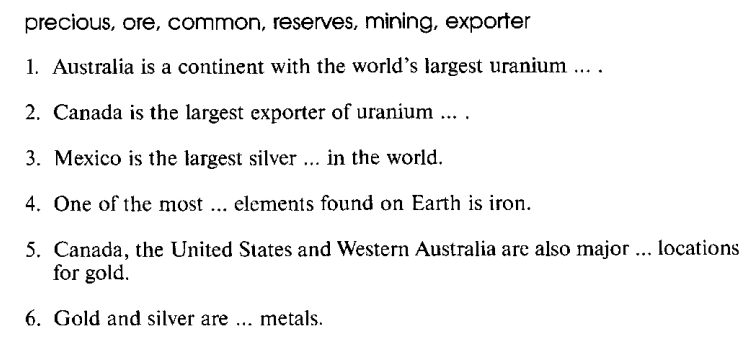 precious, ore, common, reserves, mining, exporter
1. Australia is a continent with the world's largest uranium ... .
2. Canada is the largest exporter of uranium ... .
3. Mexico is the largest silver ... in the world.
4. One of the most ... elements found on Earth is iron.
5. Canada, the United States and Western Australia are also major ... locations
for gold.
6. Gold and silver are ... metals.